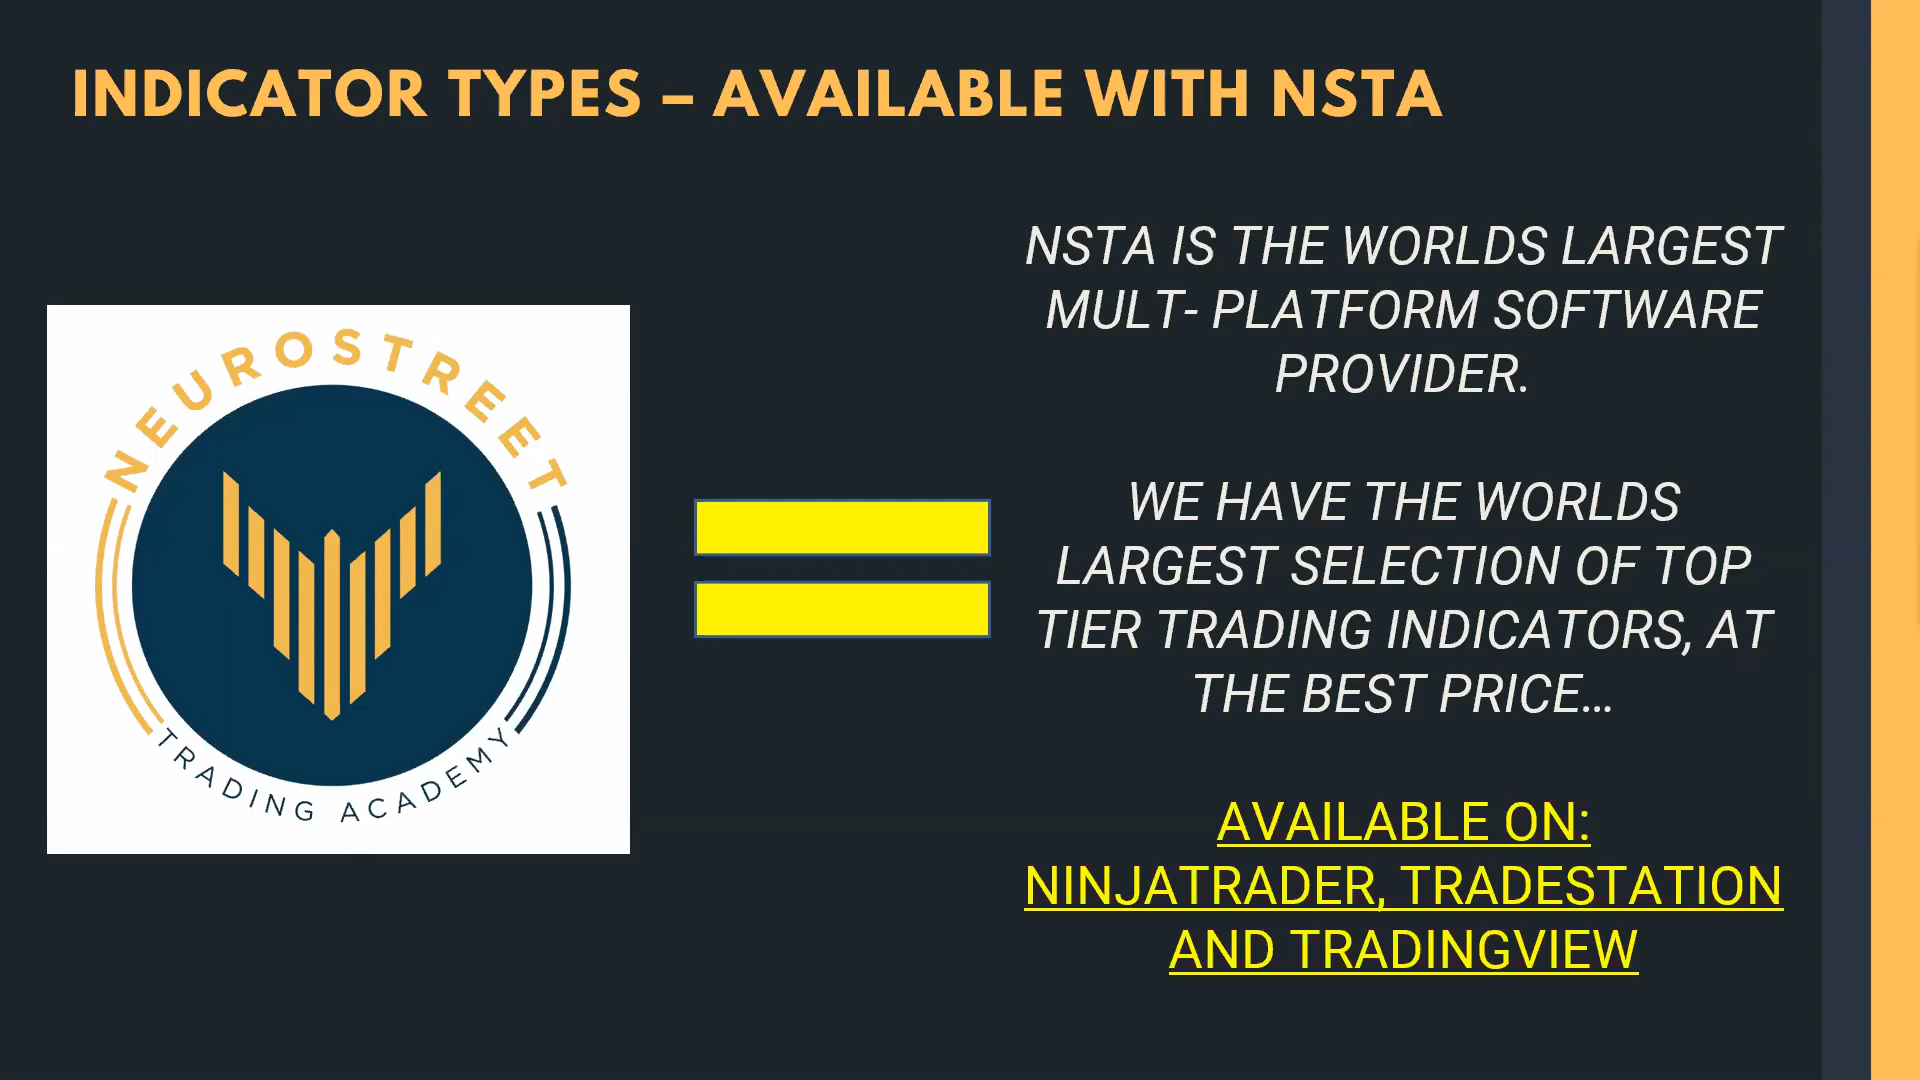 INDICATOR TYPES – AVAILABLE WITH NSTA
NEUROSTREET
TRADING ACADEMY
NSTA IS THE WORLDS LARGEST
MULT- PLATFORM SOFTWARE
PROVIDER.
WE HAVE THE WORLDS
LARGEST SELECTION OF TOP
TIER TRADING INDICATORS, AT
THE BEST PRICE…
AVAILABLE ON:
NINJATRADER, TRADESTATION
AND TRADINGVIEW